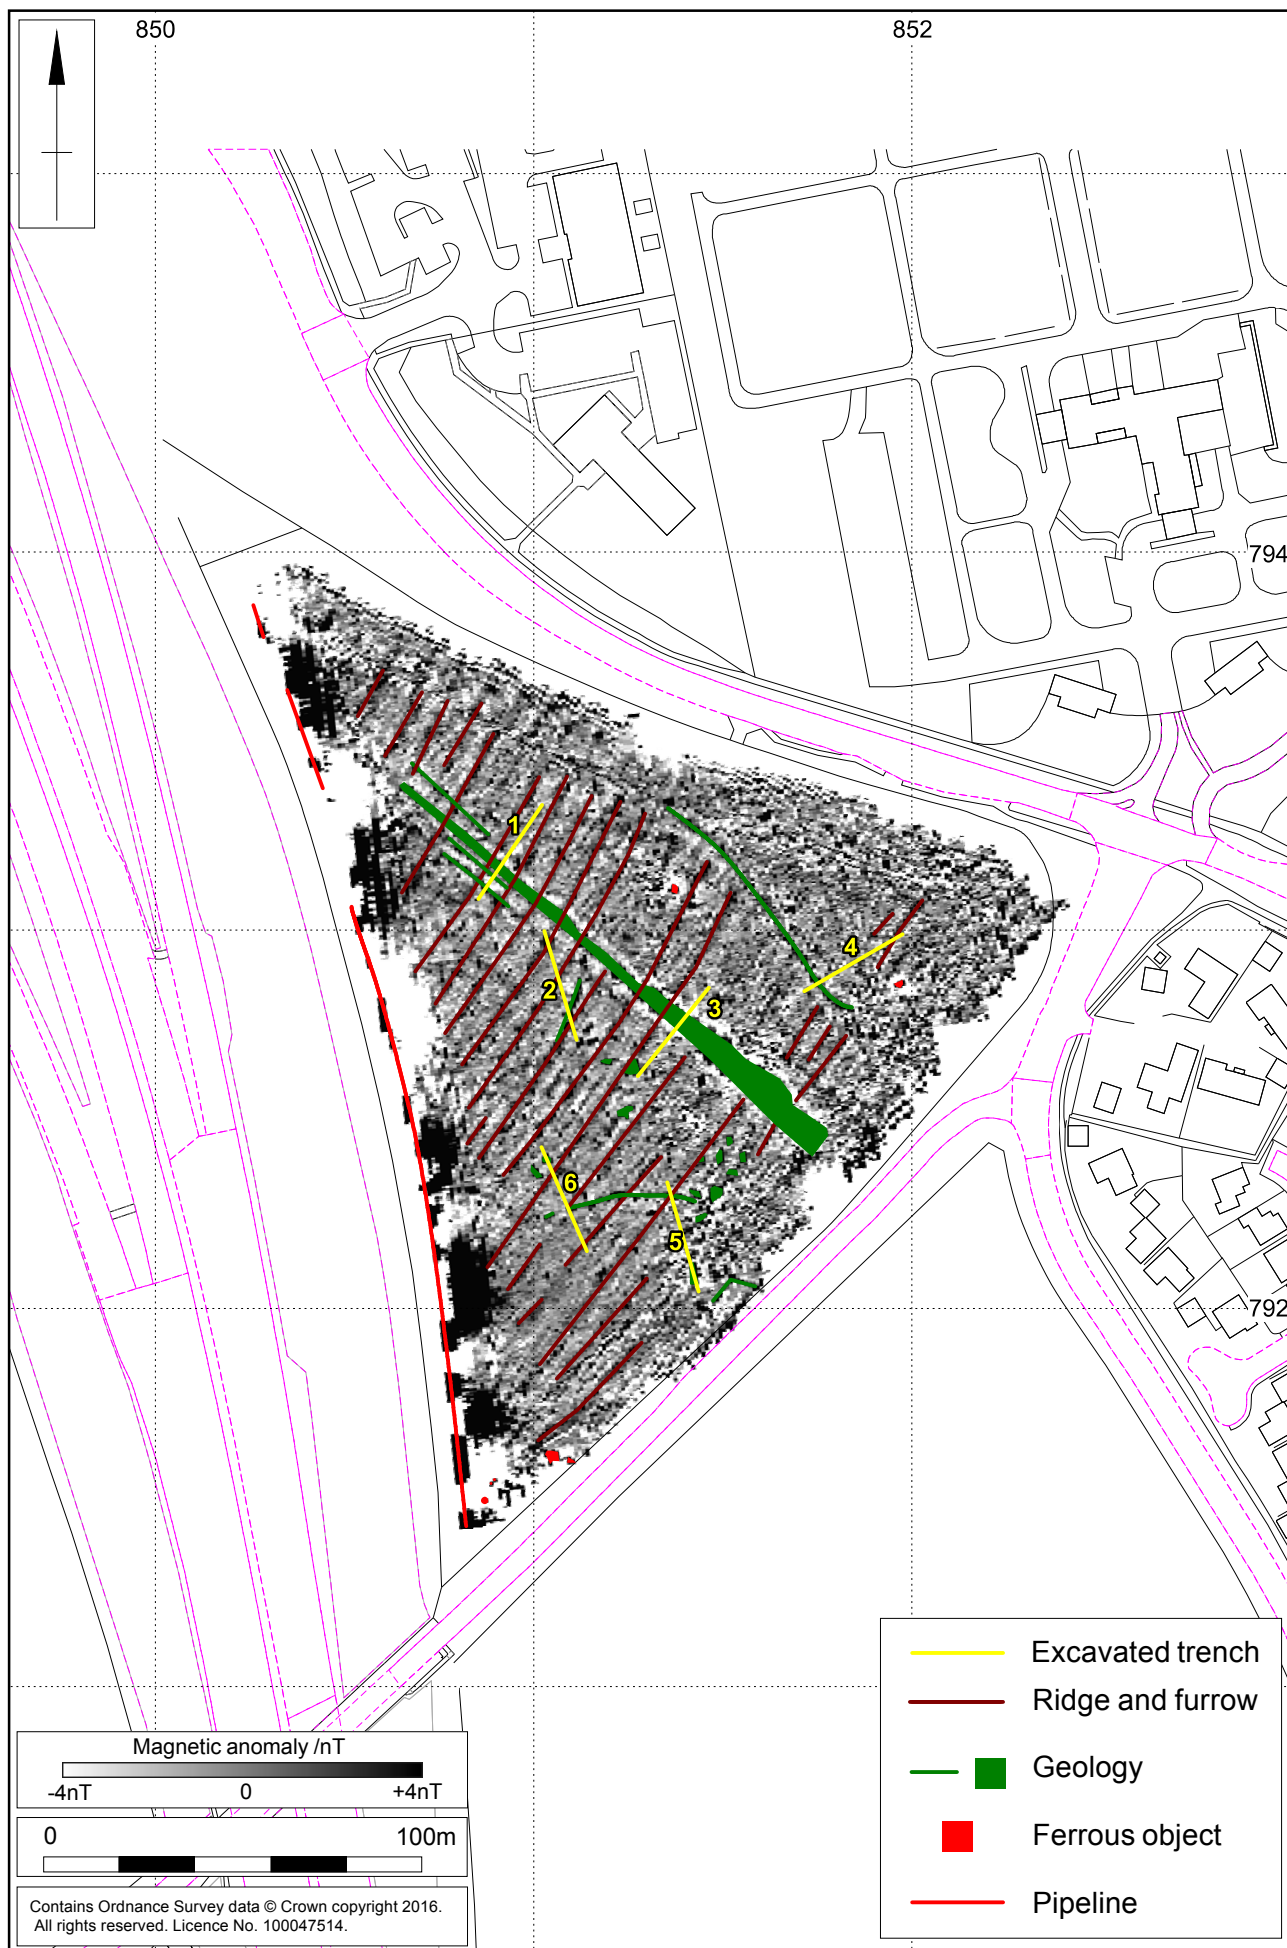 850
852
794
1
4
2
3
6
5
792
Excavated trench
Ridge and furrow
Geology
Ferrous object
Pipeline
Magnetic anomaly /nT
-4nT 0 +4nT
0 100m
Contains Ordnance Survey data © Crown copyright 2016.
All rights reserved. Licence No. 100047514.